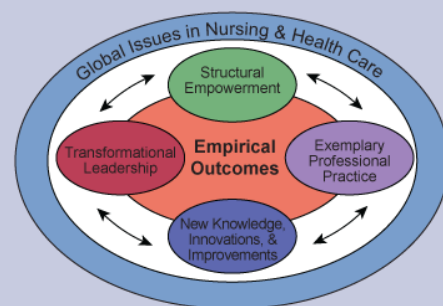 Global Issues in Nursing & Health Care
Structural
Empowerment
Transformational
Leadership
Empirical
Outcomes
Exemplary
Professional
Practice
New Knowledge,
Innovations, &
Improvements